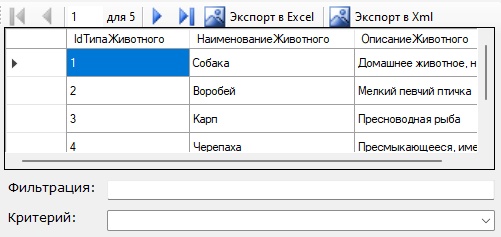 1 для 5 Экспорт в Excel Экспорт в Xml
IdТипаЖивотного НаименованиеЖивотного ОписаниеЖивотного
1 Собака Домашнее животное, н
2 Воробей Мелкий певчий птичка
3 Карп Пресноводная рыба
4 Черепаха Пресмыкающееся, име
Фильтрация:
Критерий: